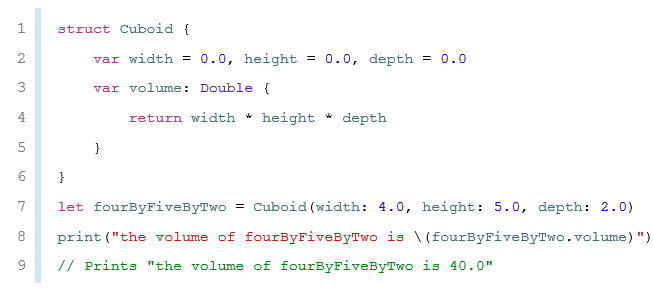 1 struct Cuboid {
2     var width = 0.0, height = 0.0, depth = 0.0
3     var volume: Double {
4         return width * height * depth
5     }
6 }
7 let fourByFiveByTwo = Cuboid(width: 4.0, height: 5.0, depth: 2.0)
8 print("the volume of fourByFiveByTwo is \(fourByFiveByTwo.volume)")
9 // Prints "the volume of fourByFiveByTwo is 40.0"